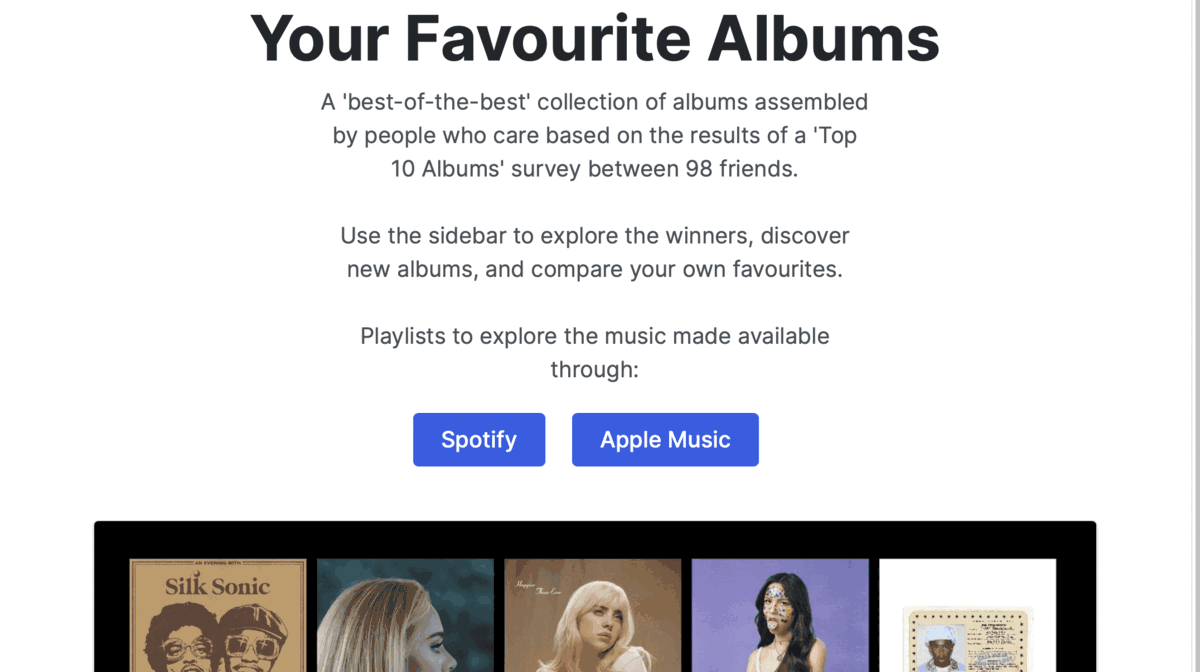 Your Favourite Albums
A 'best-of-the-best' collection of albums assembled
by people who care based on the results of a 'Top
10 Albums' survey between 98 friends.
Use the sidebar to explore the winners, discover
new albums, and compare your own favourites.
Playlists to explore the music made available
through:
Spotify
Apple Music
AN EVENING WITH
Silk Sonic
Happier
Than Ever